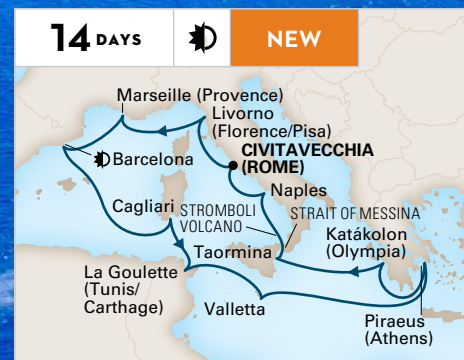 14 DAYS
NEW
Marseille (Provence)
Livorno
(Florence/Pisa)
CIVITAVECCHIA
(ROME)
Barcelona
Naples
Cagliari
STROMBOLI
VOLCANO
STRAIT OF MESSINA
Katákolon
(Olympia)
Taormina
La Goulette
(Tunis/
Carthage)
Valletta
Piraeus
(Athens)